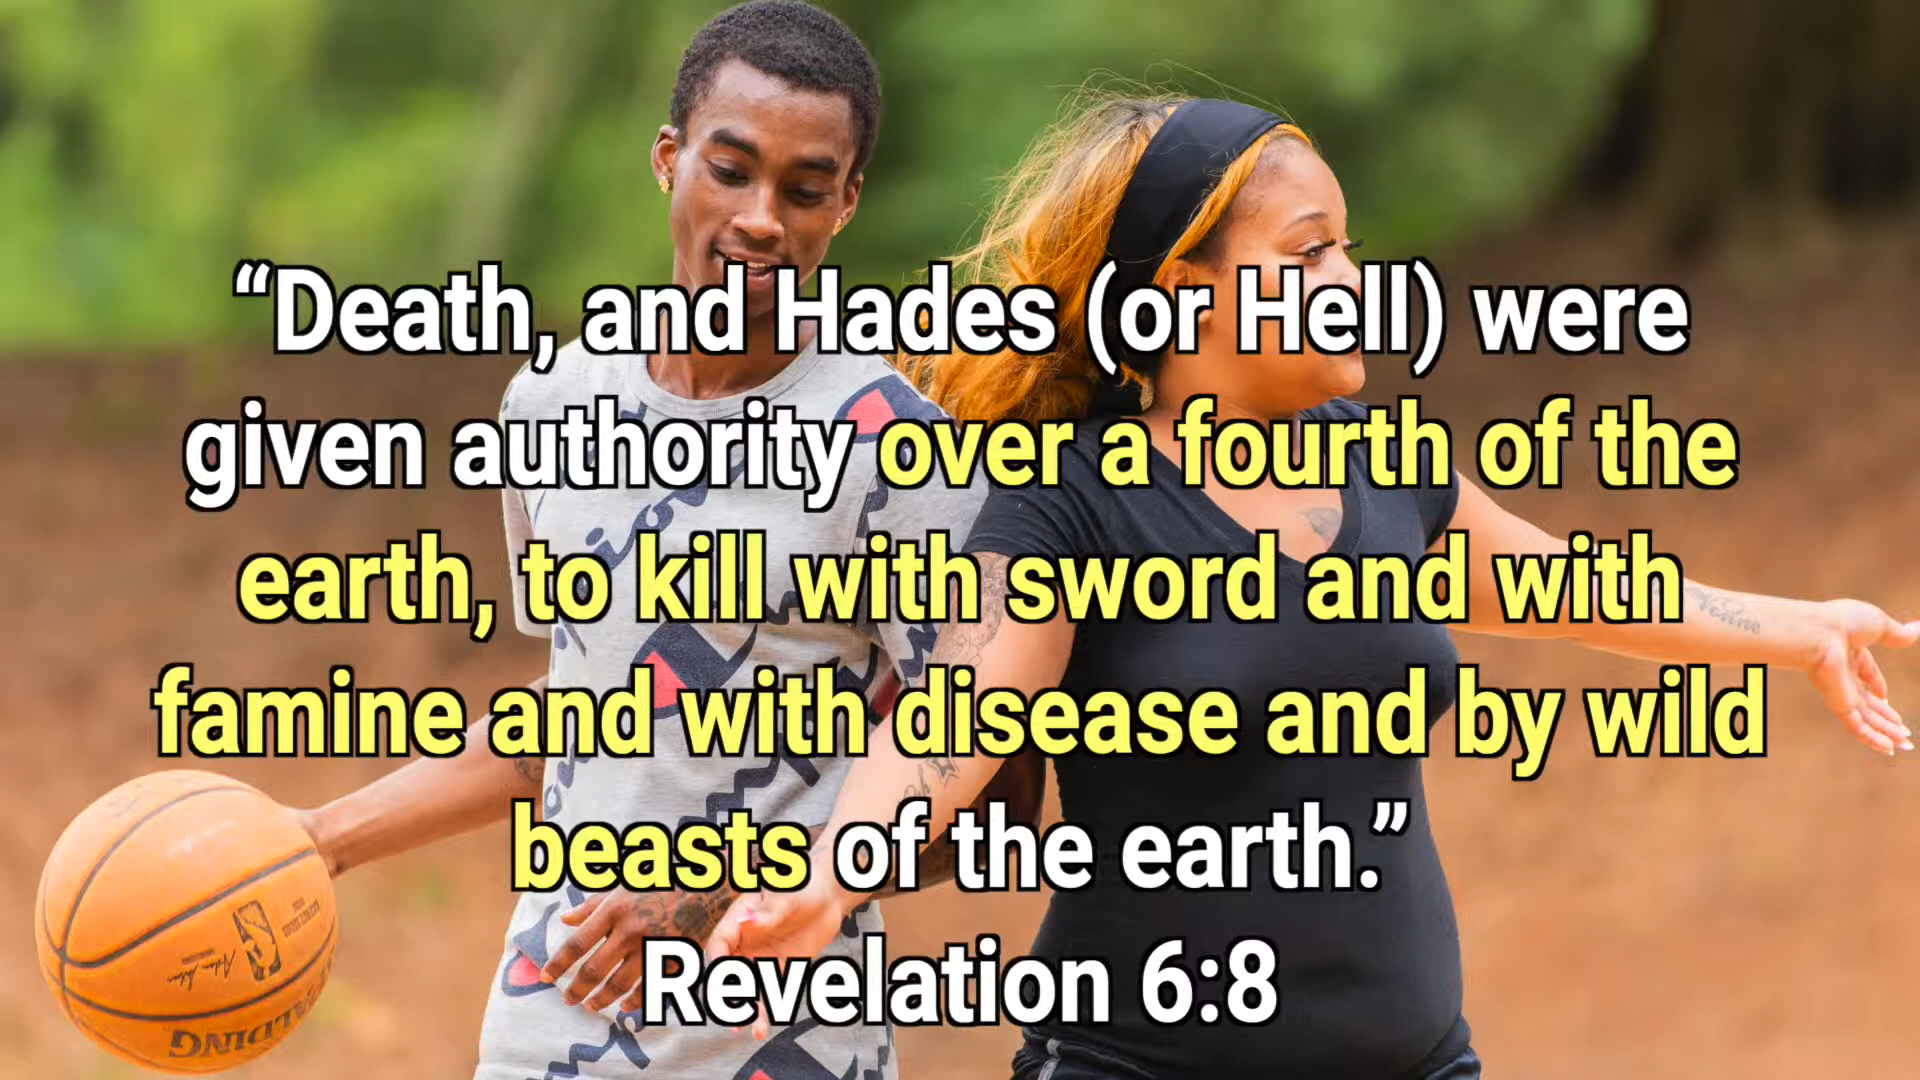 “Death, and Hades (or Hell) were
given authority over a fourth of the
earth, to kill with sword and with
famine and with disease and by wild
beasts of the earth.”
Revelation 6:8
SPALDING